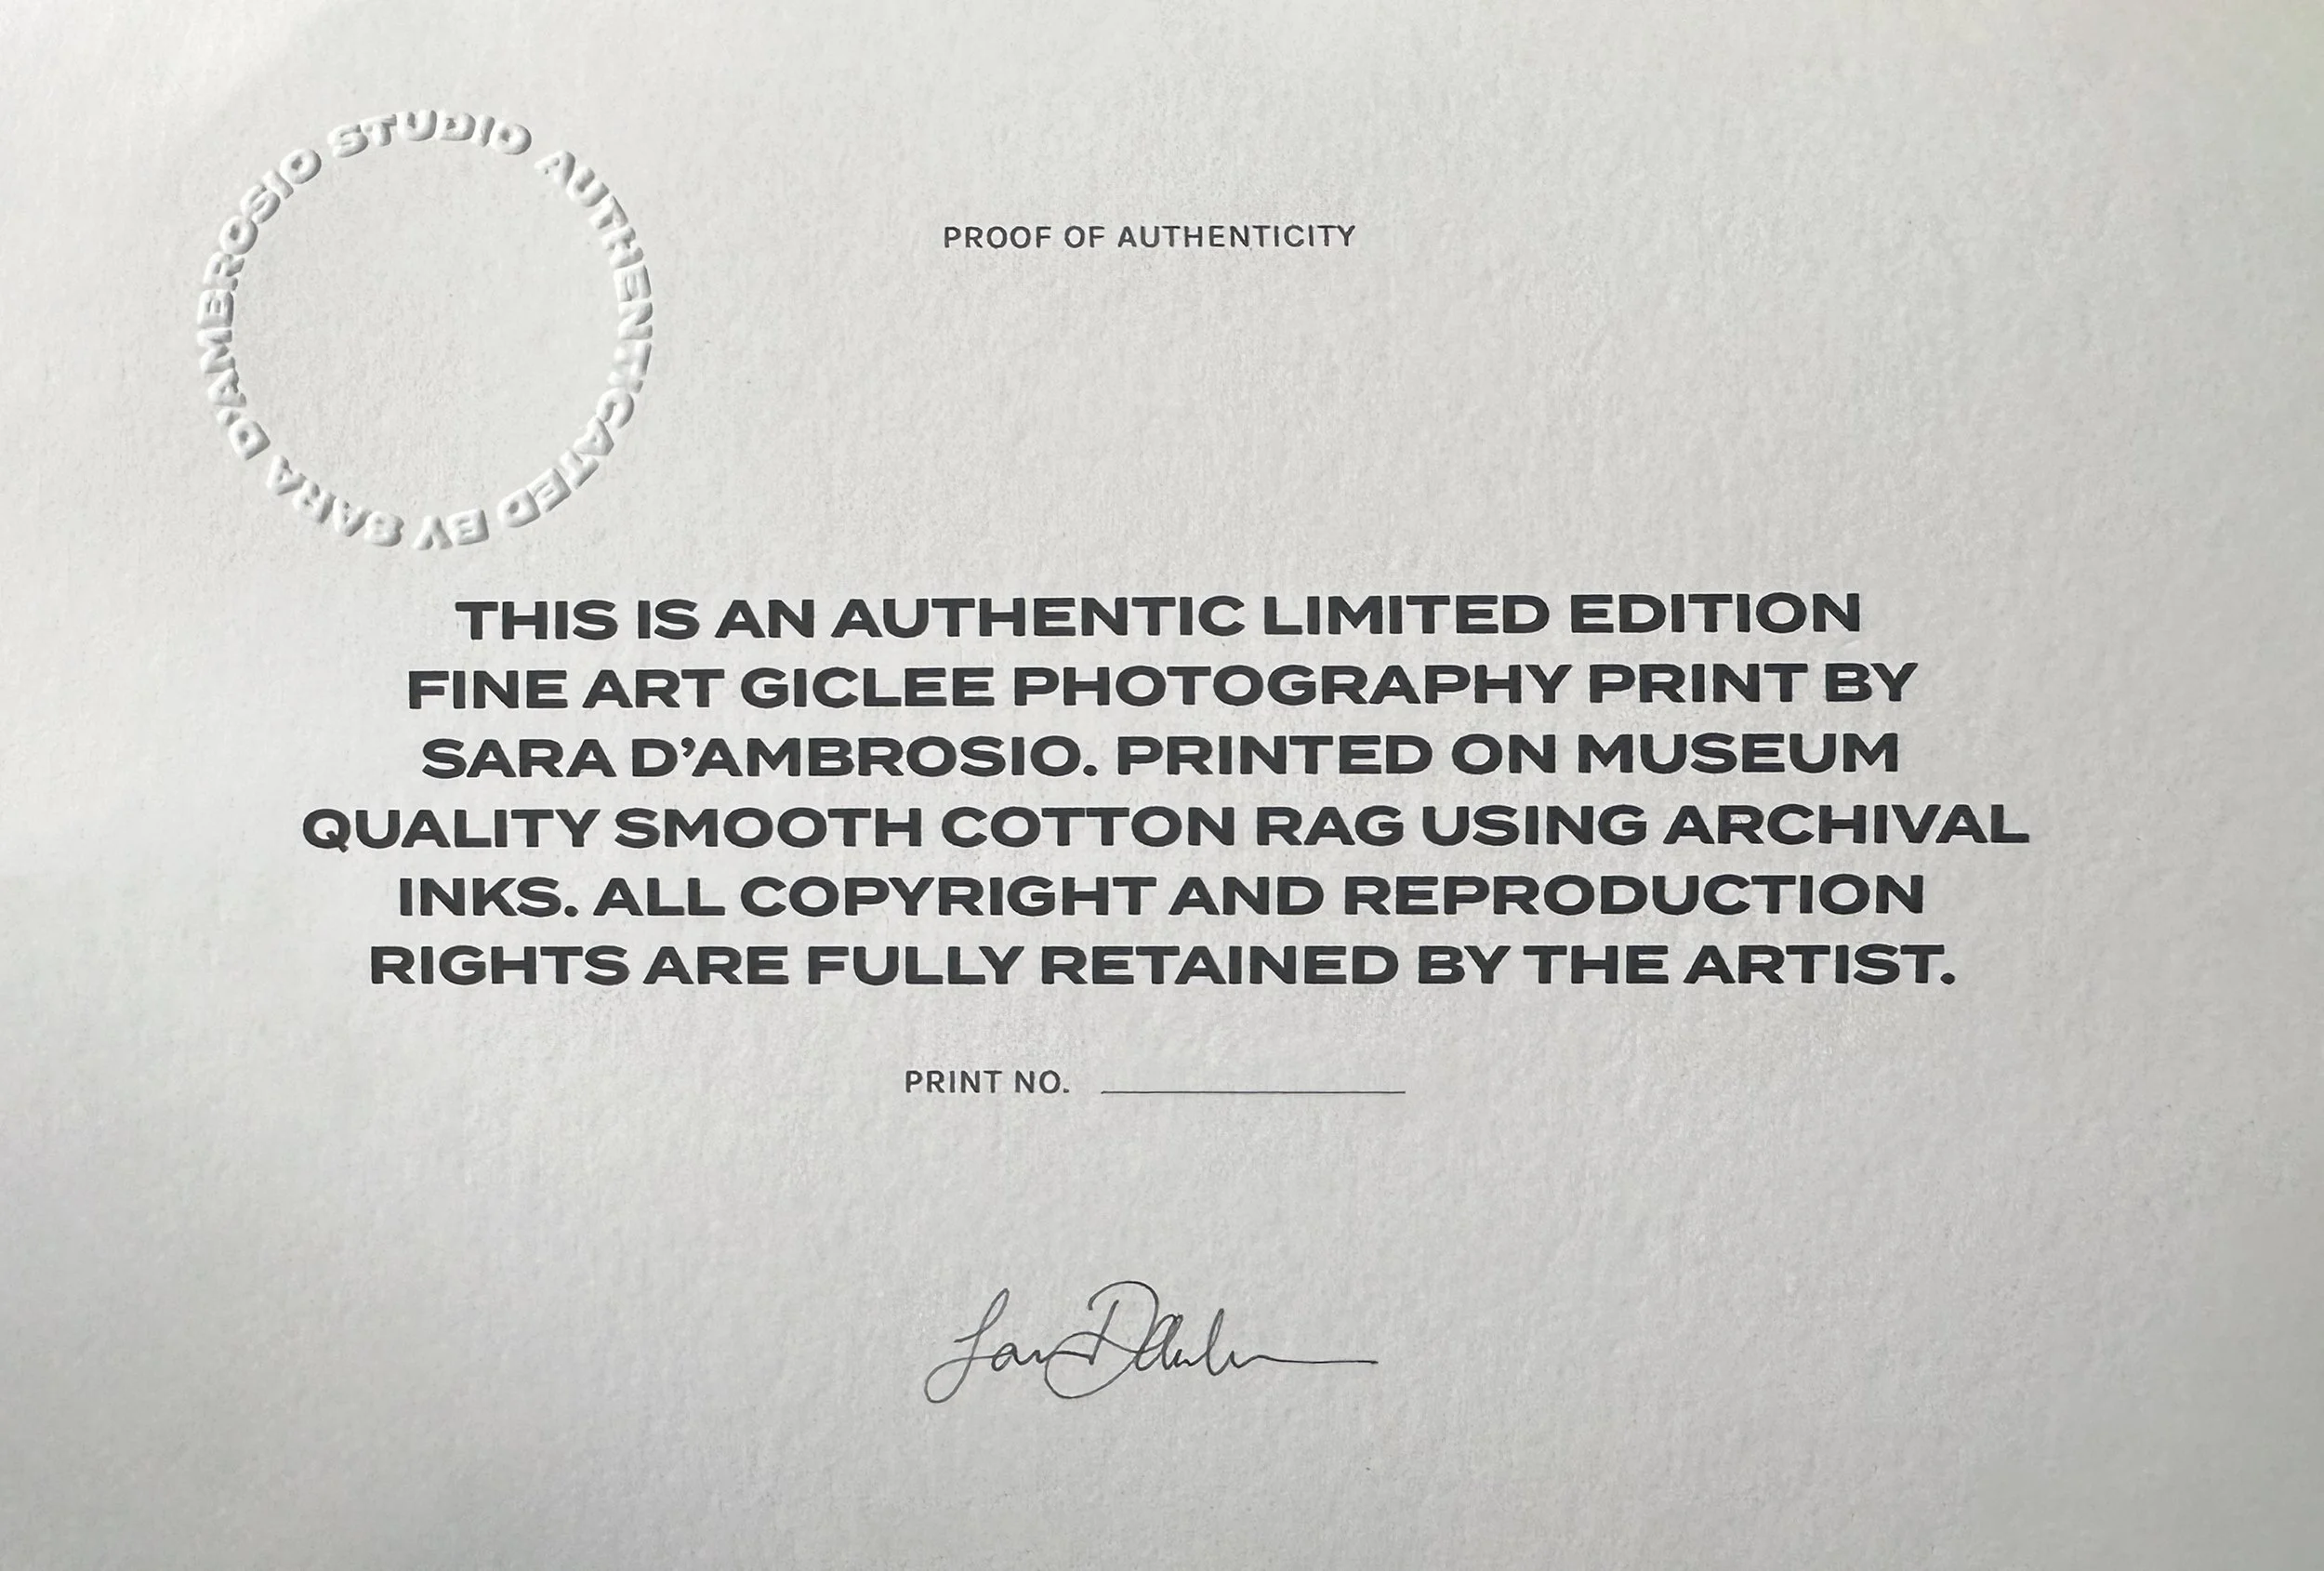 AUTHENTICATED BY SARA D'AMBROSIO STUDIO
PROOF OF AUTHENTICITY
THIS IS AN AUTHENTIC LIMITED EDITION
FINE ART GICLEE PHOTOGRAPHY PRINT BY
SARA D’AMBROSIO. PRINTED ON MUSEUM
QUALITY SMOOTH COTTON RAG USING ARCHIVAL
INKS. ALL COPYRIGHT AND REPRODUCTION
RIGHTS ARE FULLY RETAINED BY THE ARTIST.
PRINT NO.